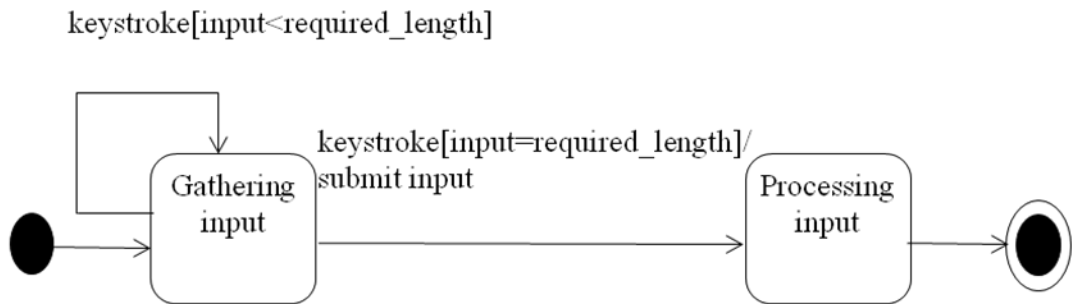 keystroke[input<required_length]
keystroke[input=required_length]/
submit input
Gathering
input
Processing
input